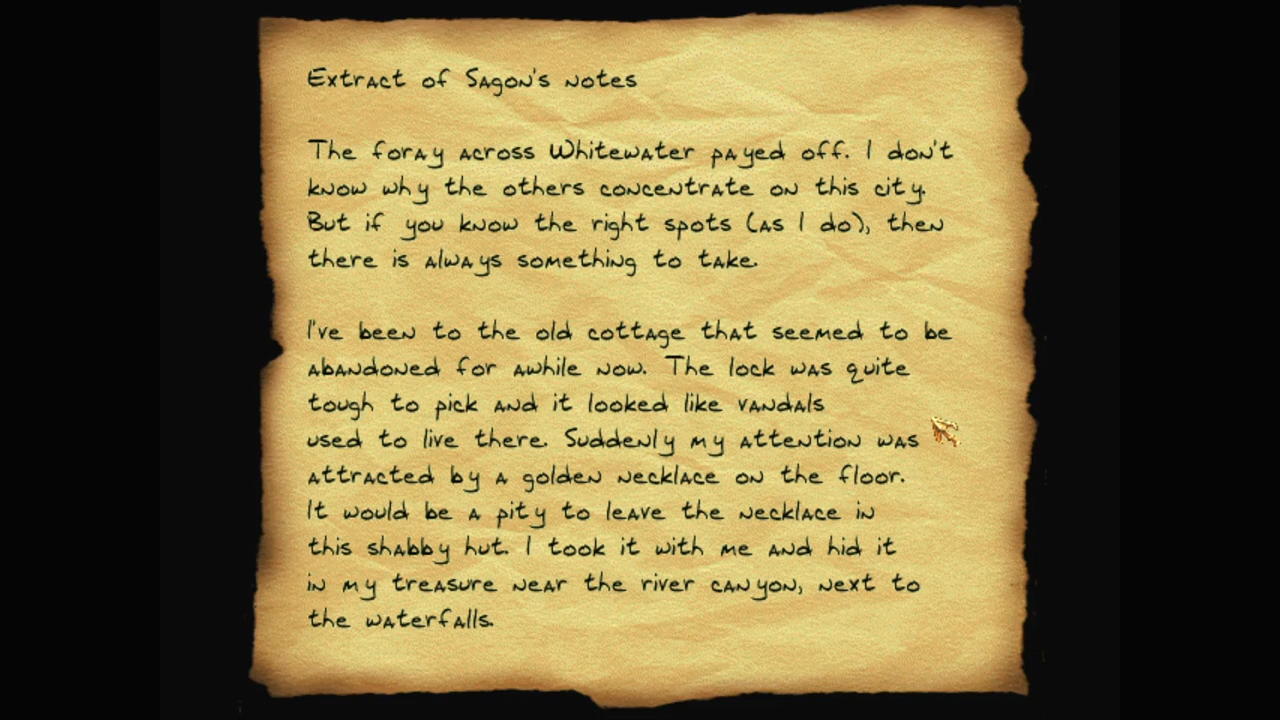 Extract of Sagon's notes
The foray across Whitewater payed off. I don't
know why the others concentrate on this city.
But if you know the right spots (as I do), then
there is always something to take.
I've been to the old cottage that seemed to be
abandoned for awhile now. The lock was quite
tough to pick and it looked like vandals
used to live there. Suddenly my attention was
attracted by a golden necklace on the floor.
It would be a pity to leave the necklace in
this shabby hut. I took it with me and hid it
in my treasure near the river canyon, next to
the waterfalls.